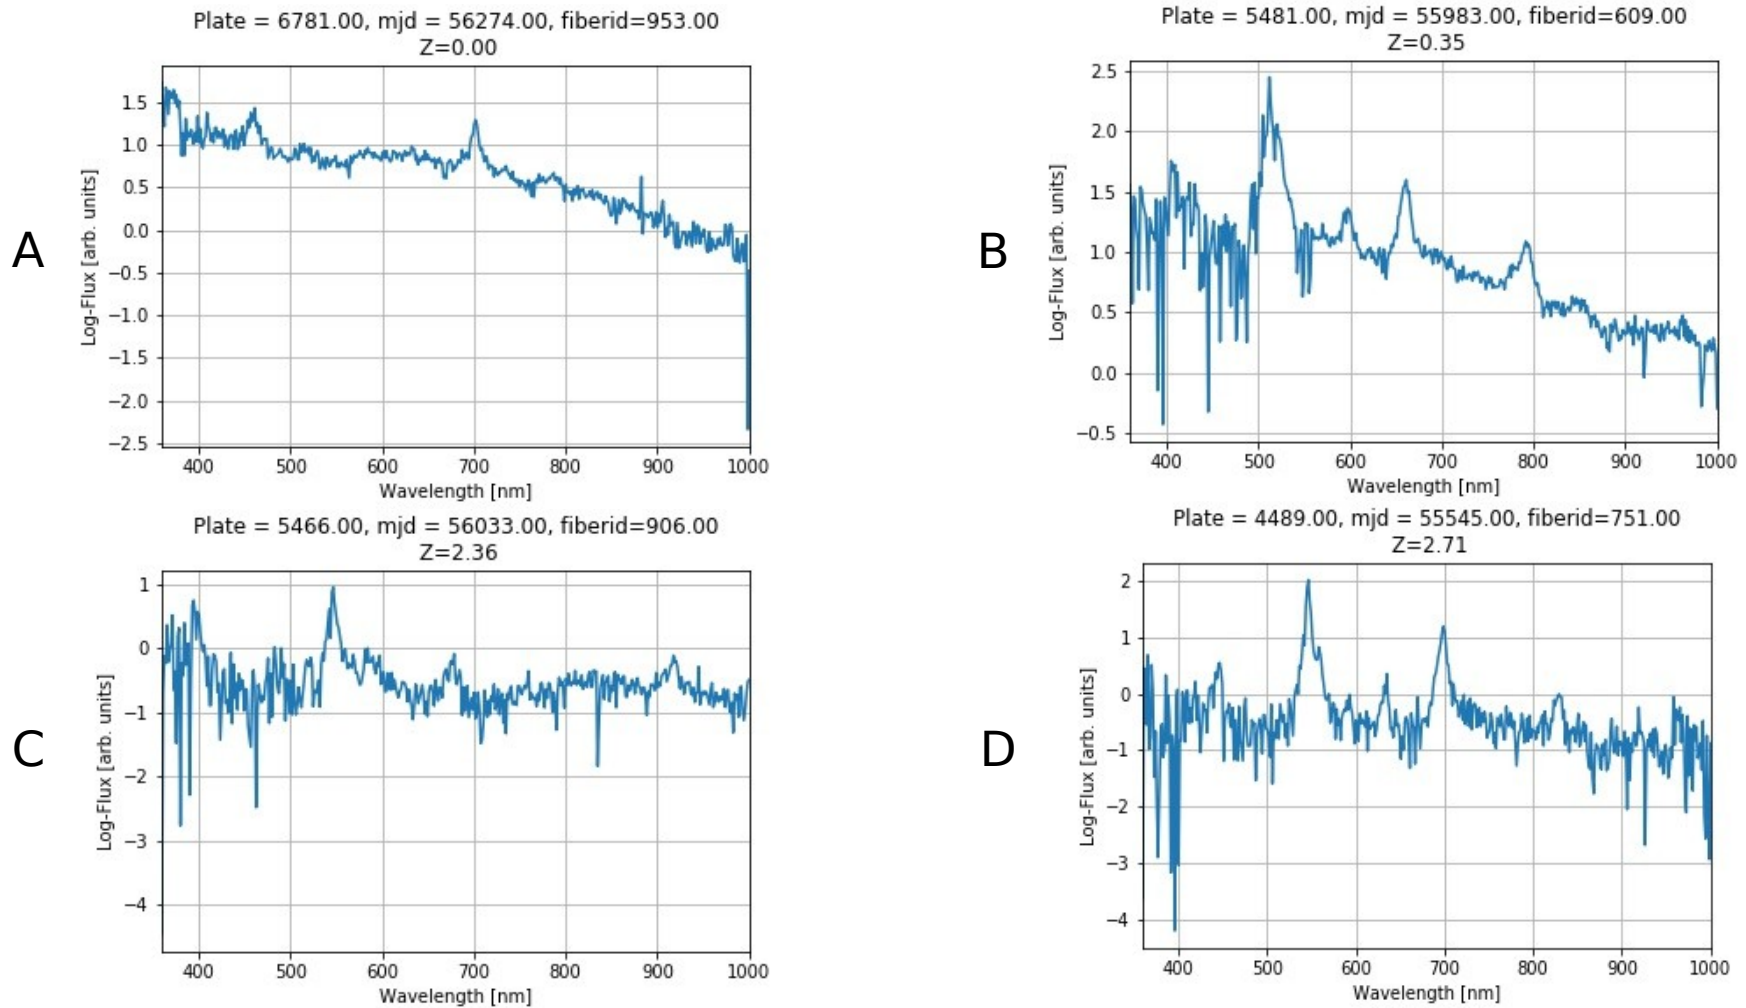 Plate = 6781.00, mjd = 56274.00, fiberid=953.00
Z=0.00
A
Log-Flux [arb. units]
1.5
1.0
0.5
0.0
−0.5
−1.0
−1.5
−2.0
−2.5
400 500 600 700 800 900 1000
Wavelength [nm]
Plate = 5481.00, mjd = 55983.00, fiberid=609.00
Z=0.35
B
Log-Flux [arb. units]
2.5
2.0
1.5
1.0
0.5
0.0
−0.5
400 500 600 700 800 900 1000
Wavelength [nm]
Plate = 5466.00, mjd = 56033.00, fiberid=906.00
Z=2.36
C
Log-Flux [arb. units]
1
0
−1
−2
−3
−4
400 500 600 700 800 900 1000
Wavelength [nm]
Plate = 4489.00, mjd = 55545.00, fiberid=751.00
Z=2.71
D
Log-Flux [arb. units]
2
1
0
−1
−2
−3
−4
400 500 600 700 800 900 1000
Wavelength [nm]